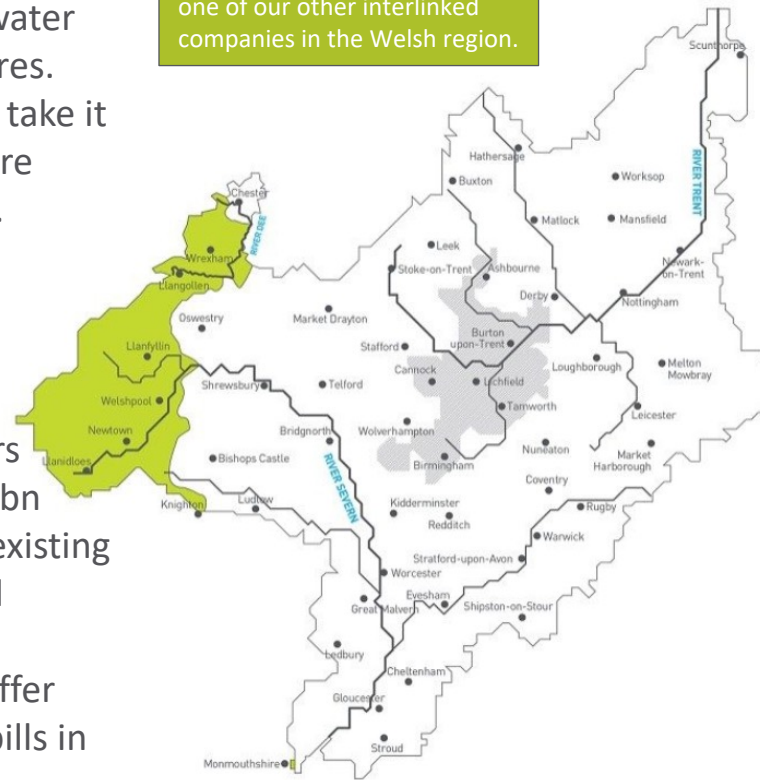 one of our other interlinked
companies in the Welsh region.
water
res.
take it
re
.
rs
bn
existing
l
ffer
bills in
Scunthorpe
RIVER TRENT
Hathersage
Buxton
Worksop
Mansfield
Matlock
Chester
RIVER DEE
Leek
Wrexham
Stoke-on-Trent
Ashbourne
Newark-
on-Trent
Llangollen
Derby
Nottingham
Oswestry
Market Drayton
Burton
upon-Trent
Llanfyllin
Stafford
Loughborough
Melton
Mowbray
Cannock
Lichfield
Shrewsbury
Telford
Welshpool
Tamworth
Leicester
Newtown
Bridgnorth
Wolverhampton
Nuneaton
Market
Harborough
Llanidloes
Bishops Castle
Birmingham
Coventry
RIVER SEVERN
Knighton
Ludlow
Kidderminster
Redditch
Rugby
Warwick
Stratford-upon-Avon
Worcester
Evesham
Great Malvern
Shipston-on-Stour
Ledbury
Cheltenham
Gloucester
Stroud
Monmouthshire